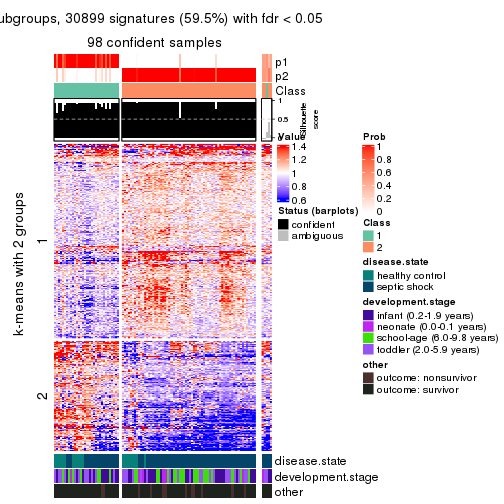 ubgroups, 30899 signatures (59.5%) with fdr < 0.05
98 confident samples
p1
p2
Class
1
0.5
0
Silhouette
score
k-means with 2 groups
1
2
Value
1.4
1.2
1
0.8
0.6
Status (barplots)
confident
ambiguous
Prob
1
0.8
0.6
0.4
0.2
0
Class
1
2
disease.state
healthy control
septic shock
development.stage
infant (0.2-1.9 years)
neonate (0.0-0.1 years)
school-age (6.0-9.8 years)
toddler (2.0-5.9 years)
other
outcome: nonsurvivor
outcome: survivor
disease.state
development.stage
other